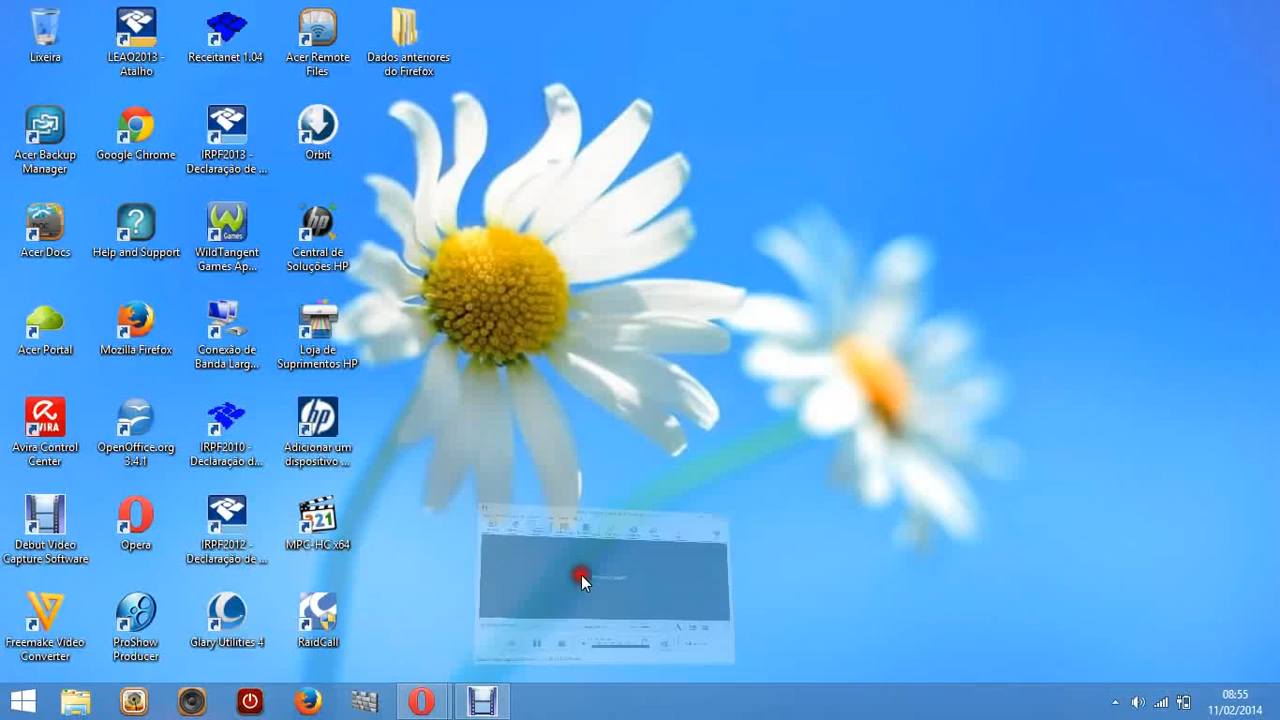 Lixeira
LEAO2013 -
Atalho
Receitanet 1.04
Acer Remote
Files
Dados anteriores
do Firefox
Acer Backup
Manager
Google Chrome
IRPF2013 -
Declaração de ...
Orbit
Acer Docs
Help and Support
WildTangent
Games Ap...
Central de
Soluções HP
Acer Portal
Mozilla Firefox
Conexão de
Banda Larg...
Loja de
Suprimentos HP
Avira Control
Center
OpenOffice.org
3.4.1
IRPF2010 -
Declaração d...
Adicionar um
dispositivo ...
Debut Video
Capture Software
Opera
IRPF2012 -
Declaração de ...
MPC-HC x64
Freemake Video
Converter
ProShow
Producer
Glary Utilities 4
RaidCall
08:55
11/02/2014